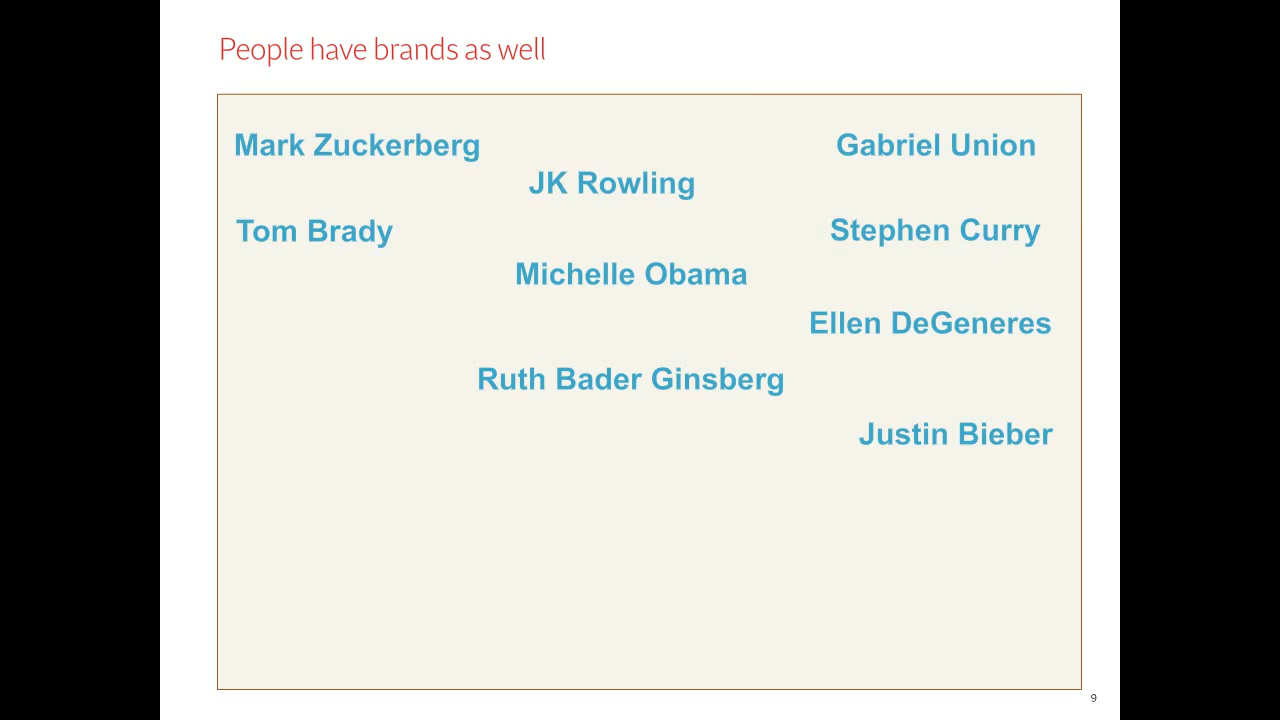 People have brands as well
Mark Zuckerberg
Gabriel Union
JK Rowling
Tom Brady
Stephen Curry
Michelle Obama
Ellen DeGeneres
Ruth Bader Ginsberg
Justin Bieber
9